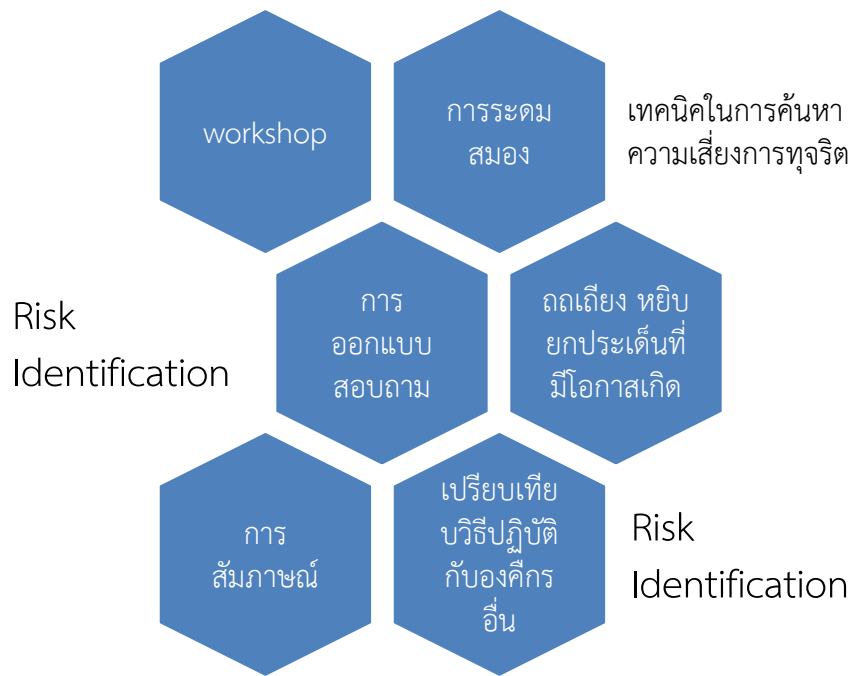 workshop
การระดม
สมอง
เทคนิคในการค้นหา
ความเสี่ยงการทุจริต
Risk
Identification
การ
ออกแบบ
สอบถาม
ถถเถียง หยิบ
ยกประเด็นที่
มีโอกาสเกิด
การ
สัมภาษณ์
เปรียบเทีย
บวิธีปฏิบัติ
กับองค์กร
อื่น
Risk
Identification